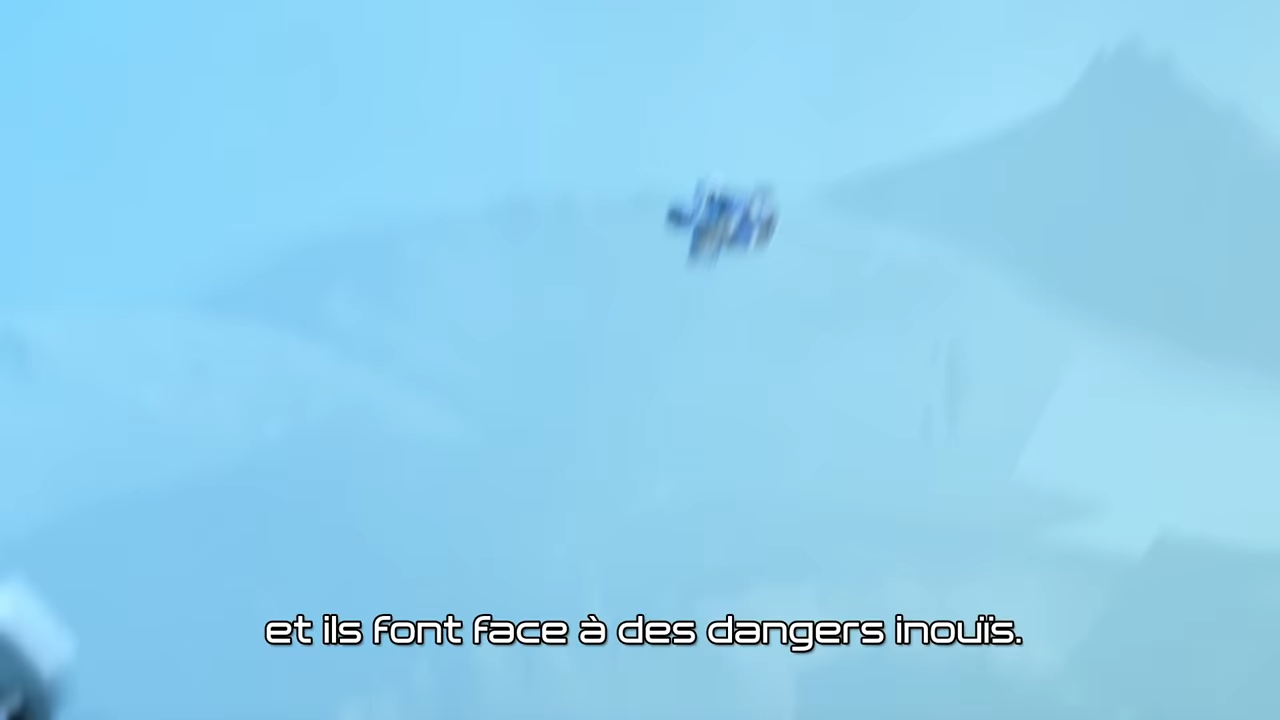 et ils font face à des dangers inouïs.